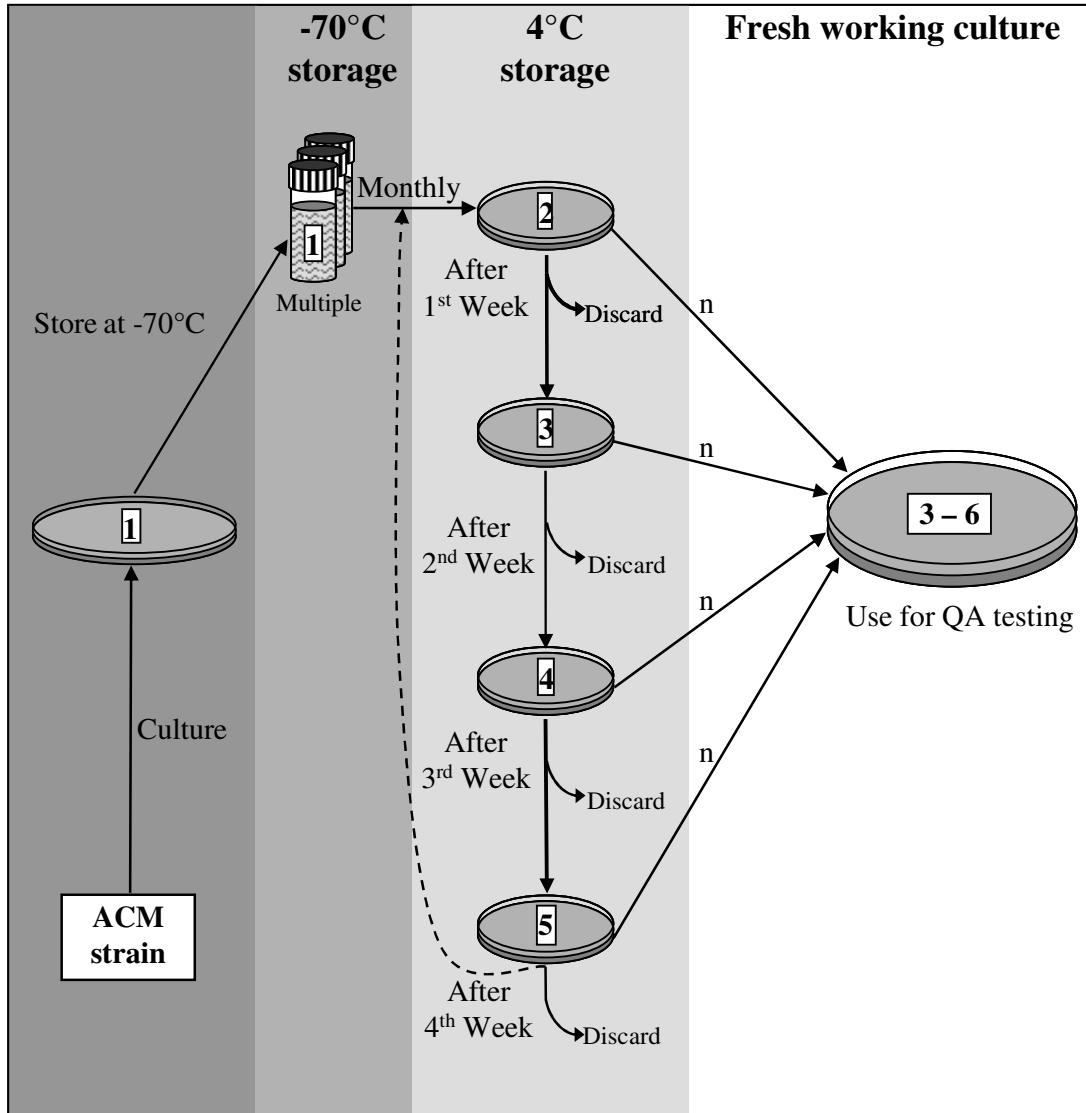 -70°C
storage
4°C
storage
Fresh working culture
Monthly
1
Multiple
Store at -70°C
1
Culture
ACM
strain
2
After
1st Week
Discard
n
3
After
2nd Week
Discard
n
4
After
3rd Week
Discard
n
5
After
4th Week
Discard
n
3 – 6
Use for QA testing